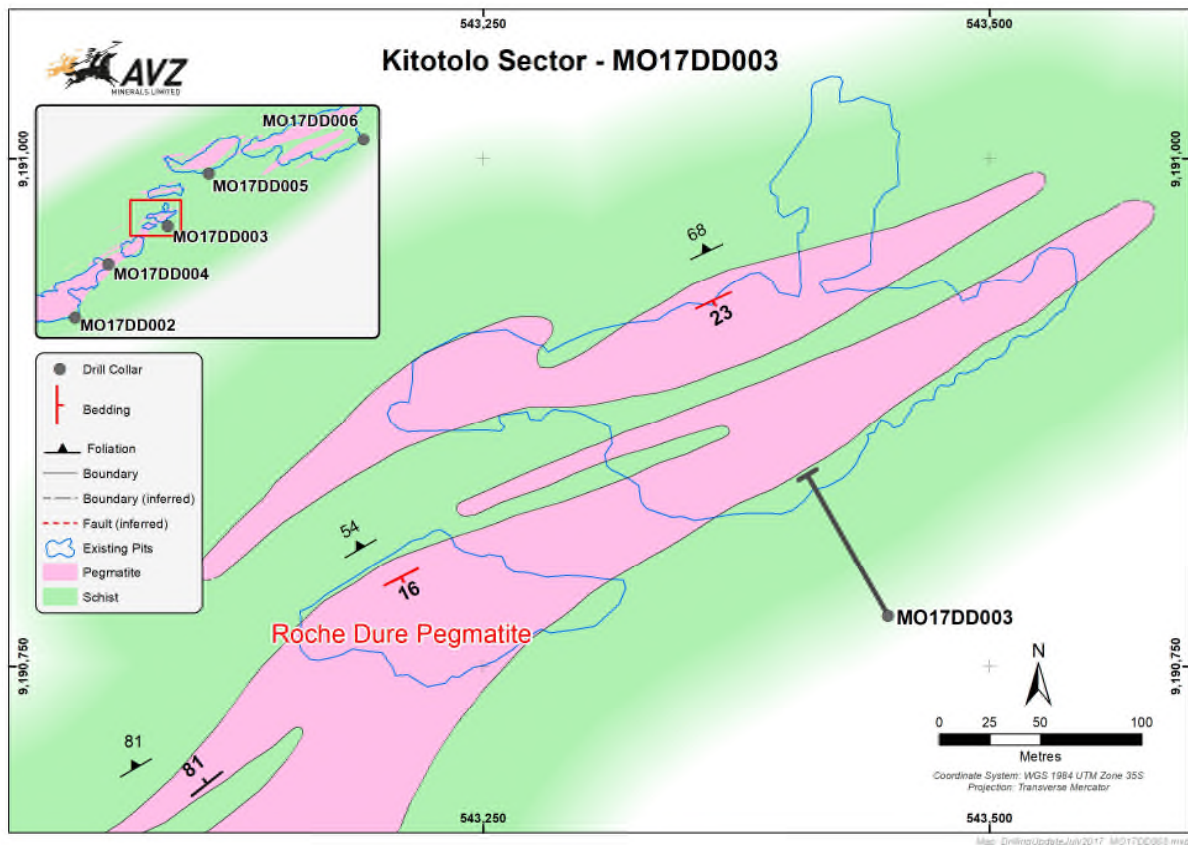 543,250
543,500
AVZ
MINERALS LIMITED
Kitotolo Sector - MO17DD003
9,191,000
9,191,000
MO17DD006
MO17DD005
MO17DD003
MO17DD004
MO17DD002
Drill Collar
Bedding
Foliation
Boundary
Boundary (inferred)
Fault (inferred)
Existing Pits
Pegmatite
Schist
68
23
54
16
Roche Dure Pegmatite
MO17DD003
9,190,750
9,190,750
81
81
N
0 25 50 100
Metres
Coordinate System: WGS 1984 UTM Zone 35S
Projection: Transverse Mercator
543,250
543,500
Map: DrillingUpdateJuly2017_MO17DD003.mxd